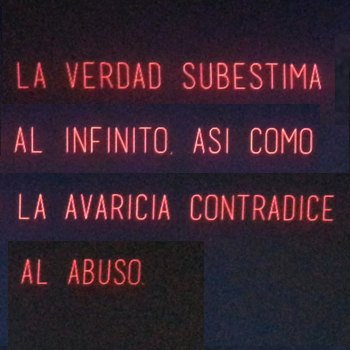 LA VERDAD SUBESTIMA
AL INFINITO, ASI COMO
LA AVARICIA CONTRADICE
AL ABUSO.